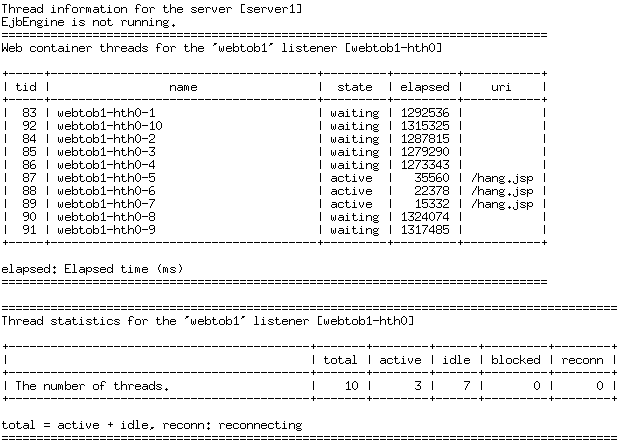 Thread information for the server [server1]
EjbEngine is not running.
================================================================================
Web container threads for the "webtob1" listener [webtob1-hth0]
+-----+----------------------------------------+---------+---------+-----------+
| tid | name | state | elapsed | uri |
+-----+----------------------------------------+---------+---------+-----------+
| 83 | webtob1-hth0-1 | waiting | 1292536 | |
| 92 | webtob1-hth0-10 | waiting | 1315325 | |
| 84 | webtob1-hth0-2 | waiting | 1287815 | |
| 85 | webtob1-hth0-3 | waiting | 1279290 | |
| 86 | webtob1-hth0-4 | waiting | 1273343 | |
| 87 | webtob1-hth0-5 | active | 35560 | /hang.jsp |
| 88 | webtob1-hth0-6 | active | 22378 | /hang.jsp |
| 89 | webtob1-hth0-7 | active | 15332 | /hang.jsp |
| 90 | webtob1-hth0-8 | waiting | 1324074 | |
| 91 | webtob1-hth0-9 | waiting | 1317485 | |
+-----+----------------------------------------+---------+---------+-----------+
elapsed: Elapsed time (ms)
================================================================================
================================================================================
Thread statistics for the "webtob1" listener [webtob1-hth0]
+----------------------------------------------+-------+--------+------+---------+--------+
| | total | active | idle | blocked | reconn |
+----------------------------------------------+-------+--------+------+---------+--------+
| The number of threads. | 10 | 3 | 7 | 0 | 0 |
+----------------------------------------------+-------+--------+------+---------+--------+
total = active + idle, reconn: reconnecting
================================================================================